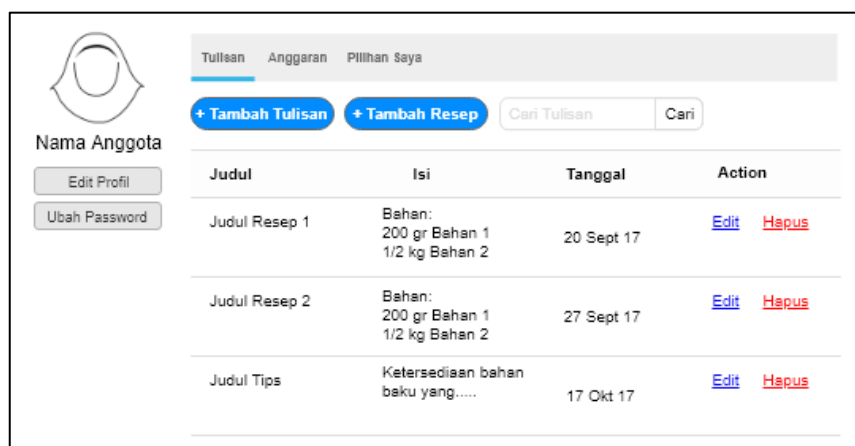 Tulisan Anggaran Pilihan Saya
+ Tambah Tulisan + Tambah Resep Cari Tulisan Cari
Nama Anggota
Edit Profil
Ubah Password
Judul Isi Tanggal Action
Judul Resep 1
Bahan:
200 gr Bahan 1
1/2 kg Bahan 2
20 Sept 17
Edit Hapus
Judul Resep 2
Bahan:
200 gr Bahan 1
1/2 kg Bahan 2
27 Sept 17
Edit Hapus
Judul Tips
Ketersediaan bahan
baku yang.....
17 Okt 17
Edit Hapus